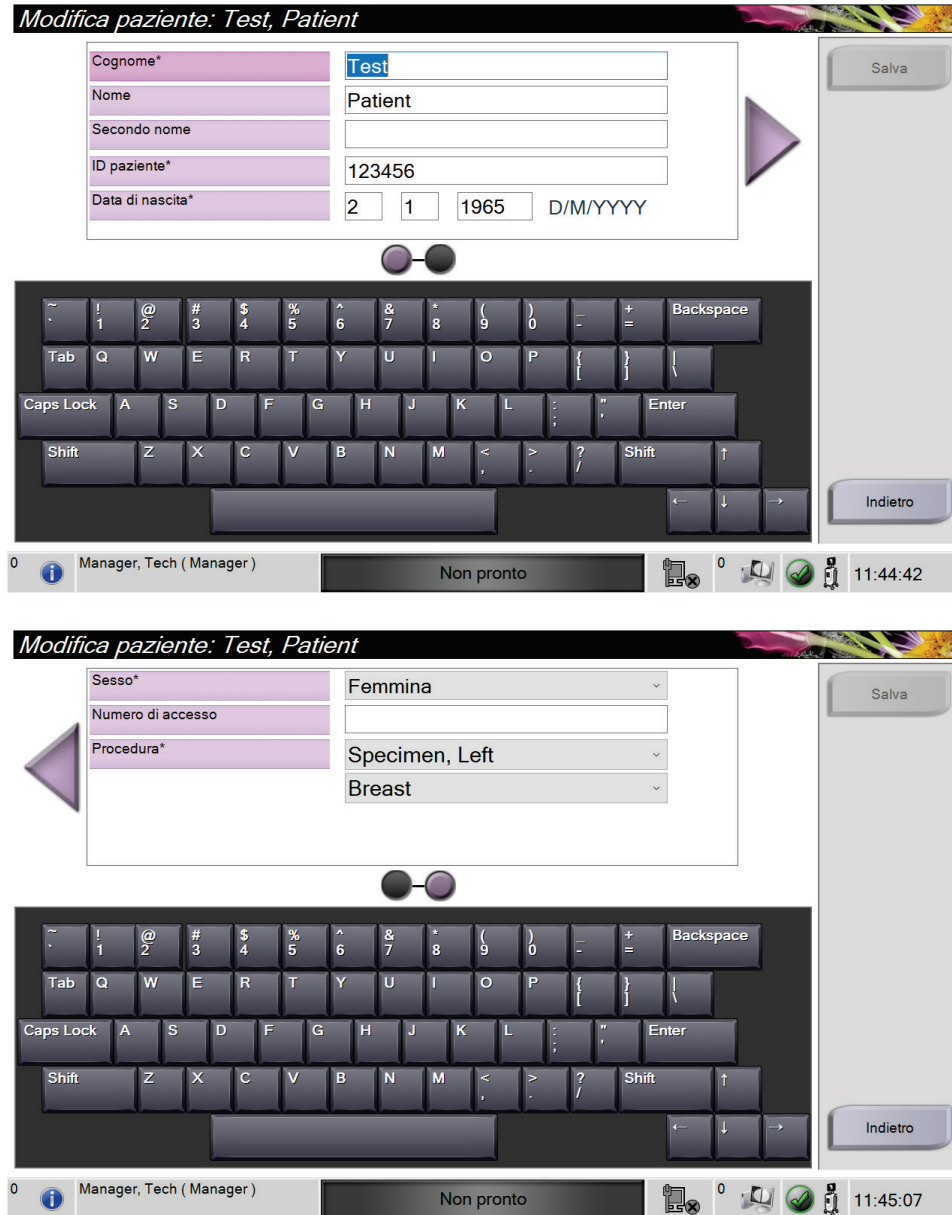 Modifica paziente: Test, Patient
Cognome* Test
Salva
Nome Patient
Secondo nome
ID paziente* 123456
Data di nascita* 2 1 1965 D/M/YYYY
~ ` ! 1 @ 2 # 3 $ 4 % 5 ^ 6 & 7 * 8 ( 9 ) 0 _ - + = Backspace
Tab Q W E R T Y U I O P { [ } ] | \
Caps Lock A S D F G H J K L : ; " ' Enter
Shift Z X C V B N M < , > . ? / Shift ↑
← ↓ →
Indietro
0 Manager, Tech ( Manager ) Non pronto 0 11:44:42
Modifica paziente: Test, Patient
Sesso* Femmina
Salva
Numero di accesso
Procedura* Specimen, Left
Breast
~ ` ! 1 @ 2 # 3 $ 4 % 5 ^ 6 & 7 * 8 ( 9 ) 0 _ - + = Backspace
Tab Q W E R T Y U I O P { [ } ] | \
Caps Lock A S D F G H J K L : ; " ' Enter
Shift Z X C V B N M < , > . ? / Shift ↑
← ↓ →
Indietro
0 Manager, Tech ( Manager ) Non pronto 0 11:45:07